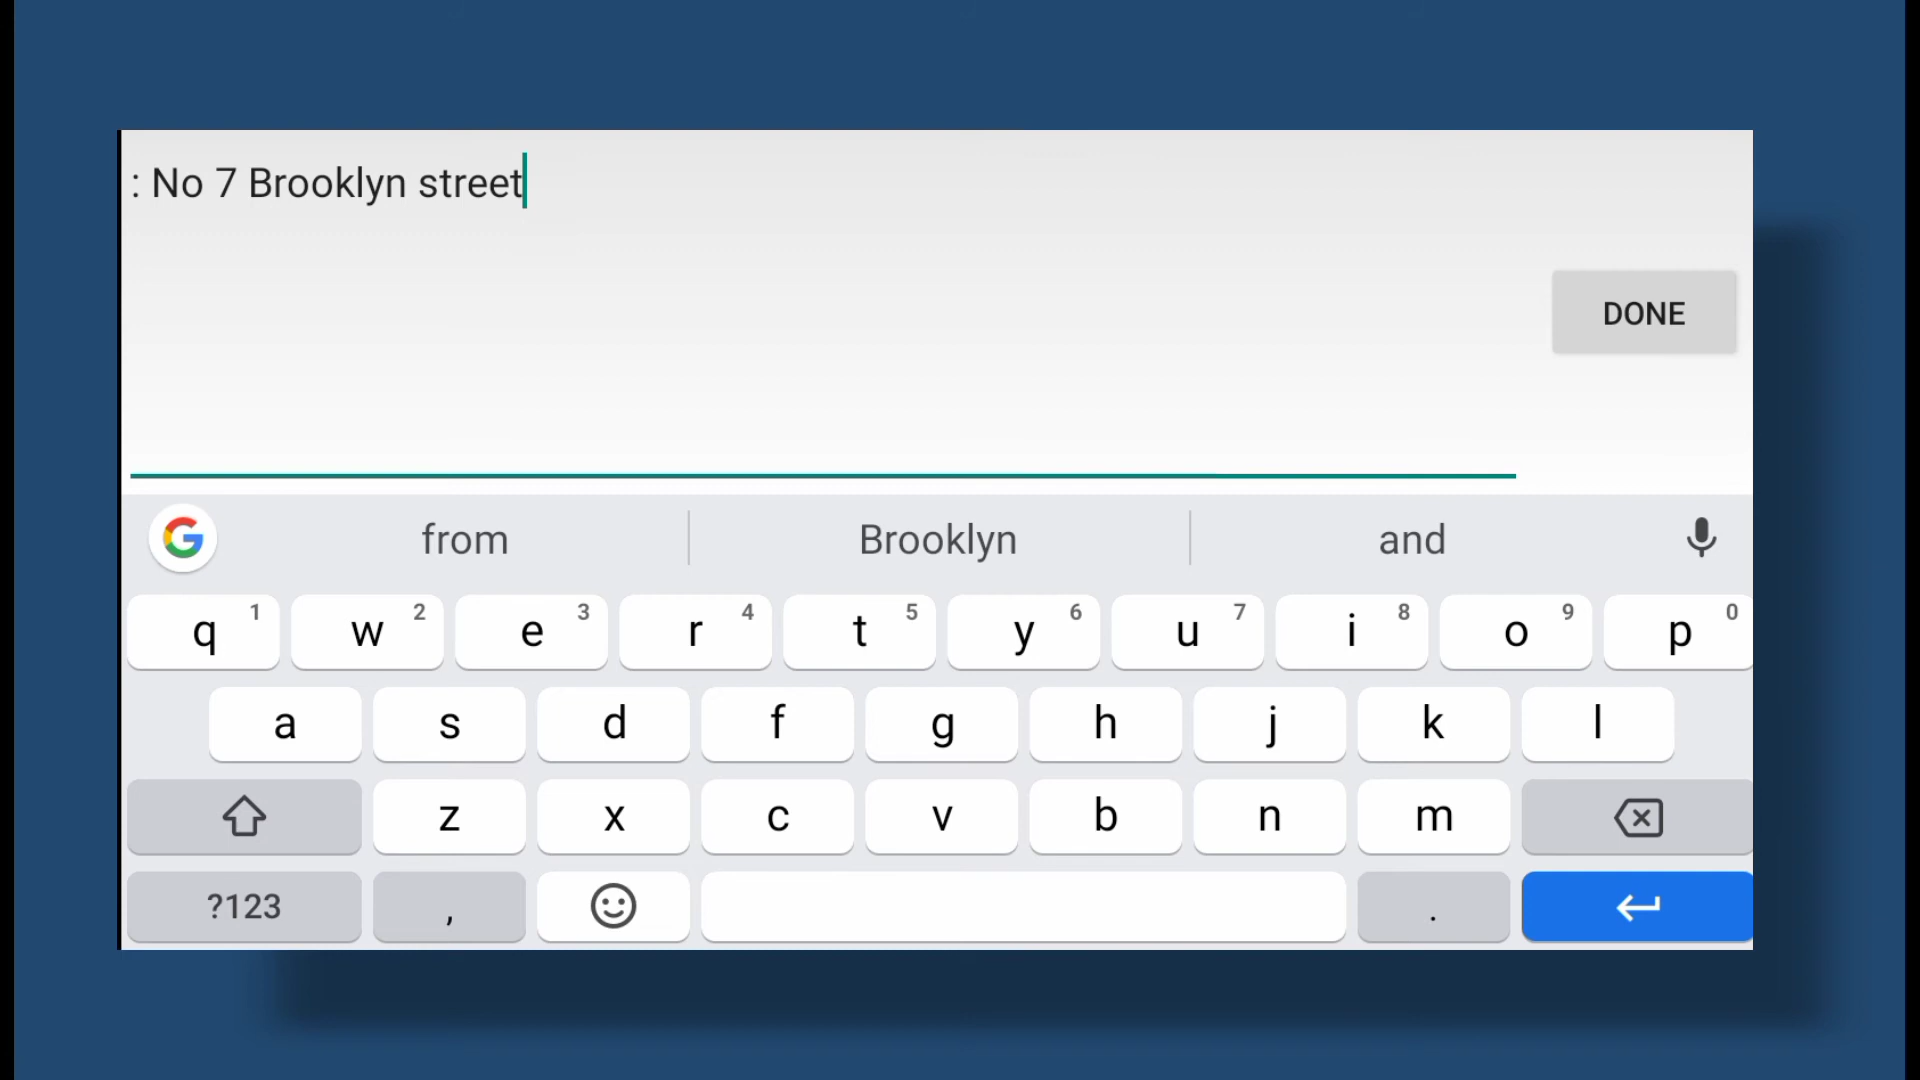 : No 7 Brooklyn street
DONE
from Brooklyn and
q 1 w 2 e 3 r 4 t 5 y 6 u 7 i 8 o 9 p 0
a s d f g h j k l
z x c v b n m
?123 , .